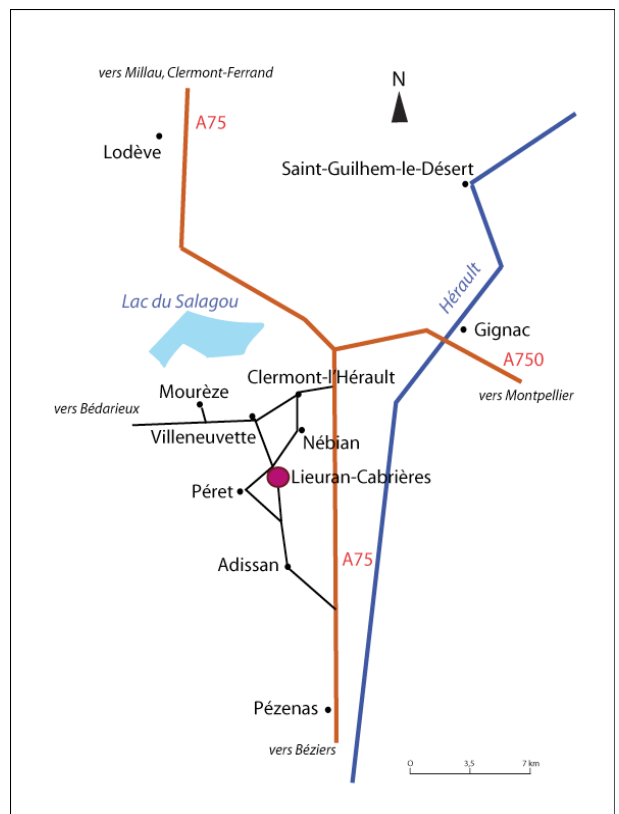 vers Millau, Clermont-Ferrand
N
A75
Lodève
Saint-Guilhem-le-Désert
Hérault
Lac du Salagou
Gignac
A750
Clermont-l'Hérault
Mourèze
vers Montpellier
vers Bédarieux
Villeneuvette
Nébian
Lieuran-Cabrières
Péret
A75
Adissan
Pézenas
vers Béziers
0 3,5 7 km